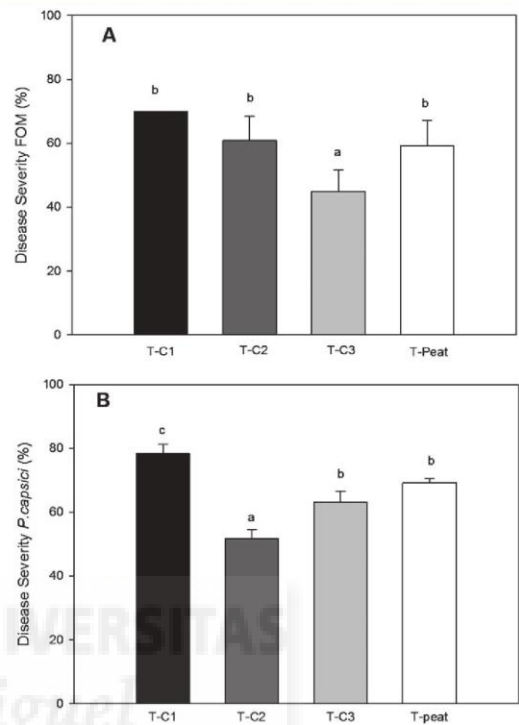 A
Disease Severity FOM (%)
100
80
60
40
20
0
b
b
a
b
T-C1
T-C2
T-C3
T-Peat
B
Disease Severity P.capsici (%)
100
80
60
40
20
0
c
a
b
b
T-C1
T-C2
T-C3
T-peat
VERSITAS